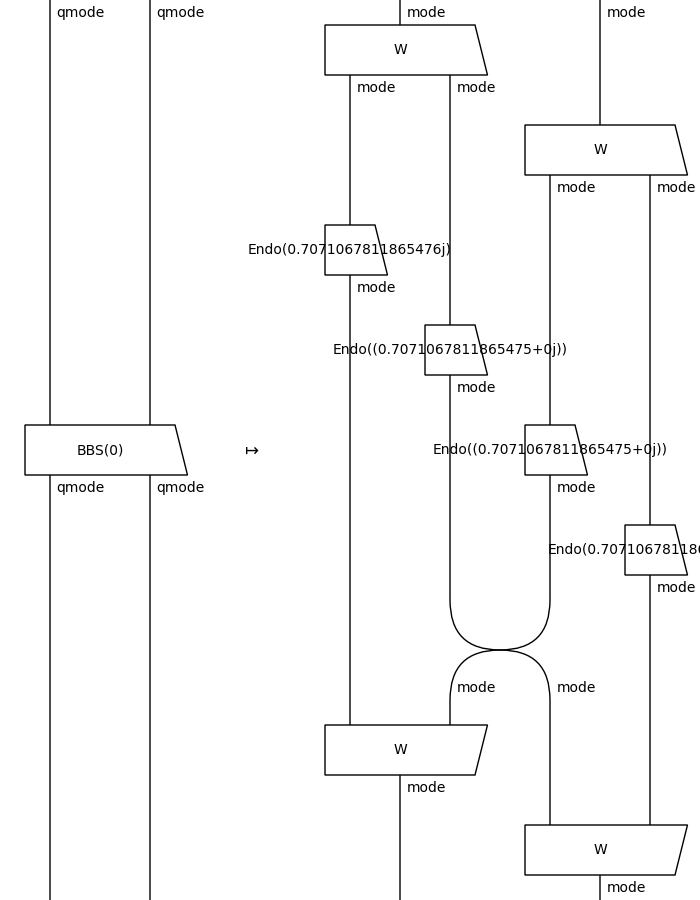 qmode qmode mode mode
W
mode mode
W
mode mode
Endo(0.7071067811865476j)
mode
Endo((0.7071067811865475+0j))
mode
BBS(0) ↦ Endo((0.7071067811865475+0j))
qmode qmode mode
Endo(0.70710678118
mode
mode mode
W
mode
W
mode